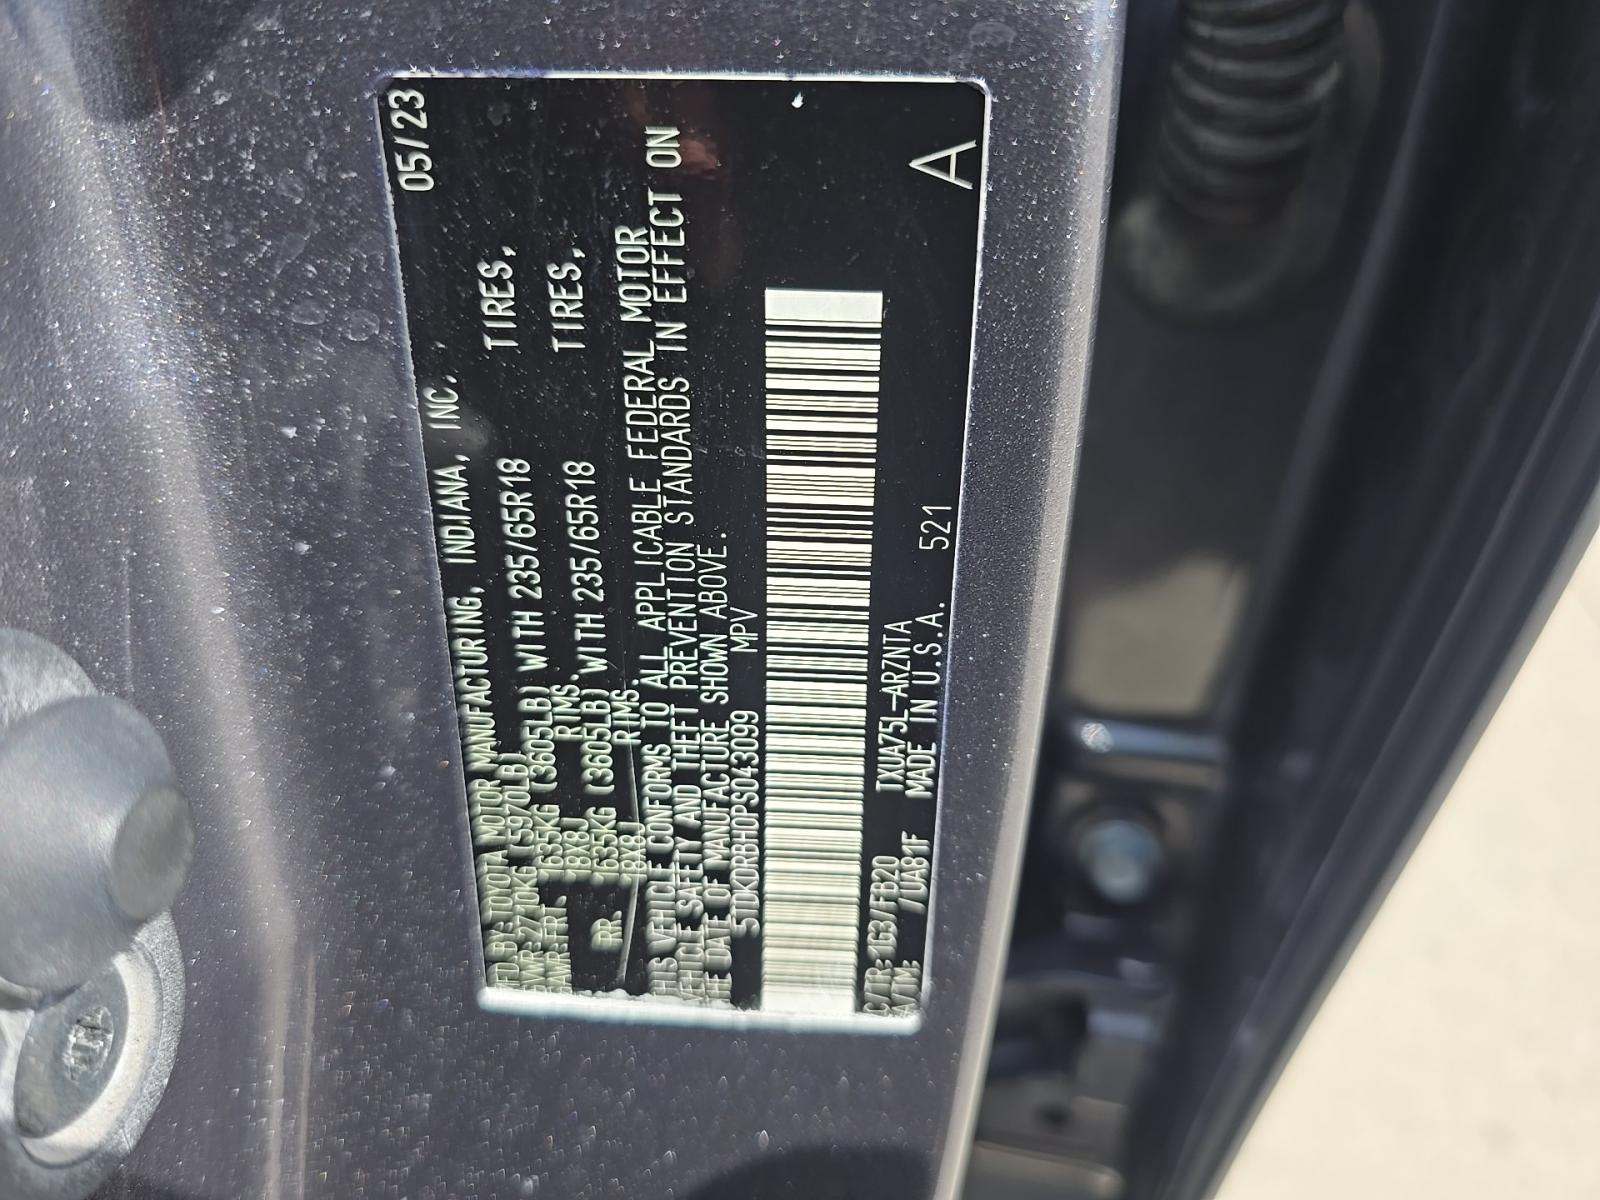 MFD BY: TOYOTA MOTOR MANUFACTURING, INDIANA, INC. 05/23
GVWR: 2710KG (5970LB)
GAWR: FRT. 1635KG (3605LB) WITH 235/65R18 TIRES,
18X8J RIMS,
RR. 1635KG (3605LB) WITH 235/65R18 TIRES,
18X8J RIMS.
THIS VEHICLE CONFORMS TO ALL APPLICABLE FEDERAL MOTOR
VEHICLE SAFETY AND THEFT PREVENTION STANDARDS IN EFFECT ON
THE DATE OF MANUFACTURE SHOWN ABOVE.
5TDKDRBH0PS043099 MPV
C/TR: 1G3/FB20 TXUA75L-ARZNTA
A/TM: /UA81F MADE IN U.S.A. 521 A